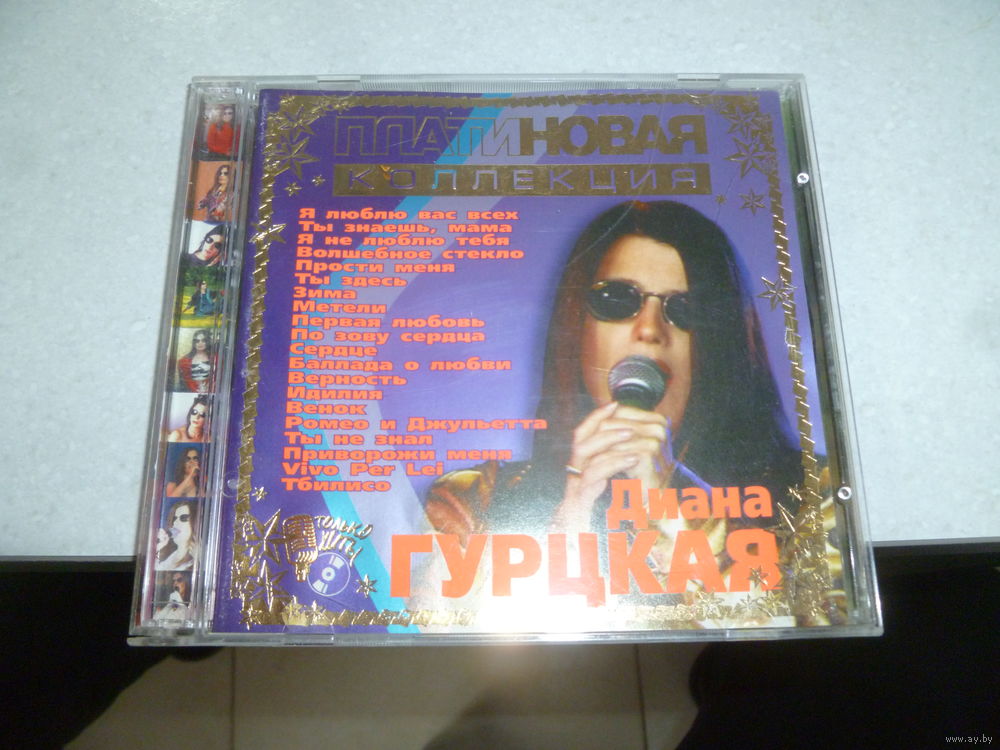 ПЛАТИНОВАЯ
КОЛЛЕКЦИЯ
Я люблю вас всех
Ты знаешь, мама
Я не люблю тебя
Волшебное стекло
Прости меня
Ты здесь
Зима
Метели
Первая любовь
По зову сердца
Сердце
Баллада о любви
Верность
Идилия
Венок
Ромео и Джульетта
Ты не знал
Приворожи меня
Vivo Per Lei
Тбилисо
Диана
ГУРЦКАЯ
ТОЛЬКО
ХИТЫ
www.ay.by